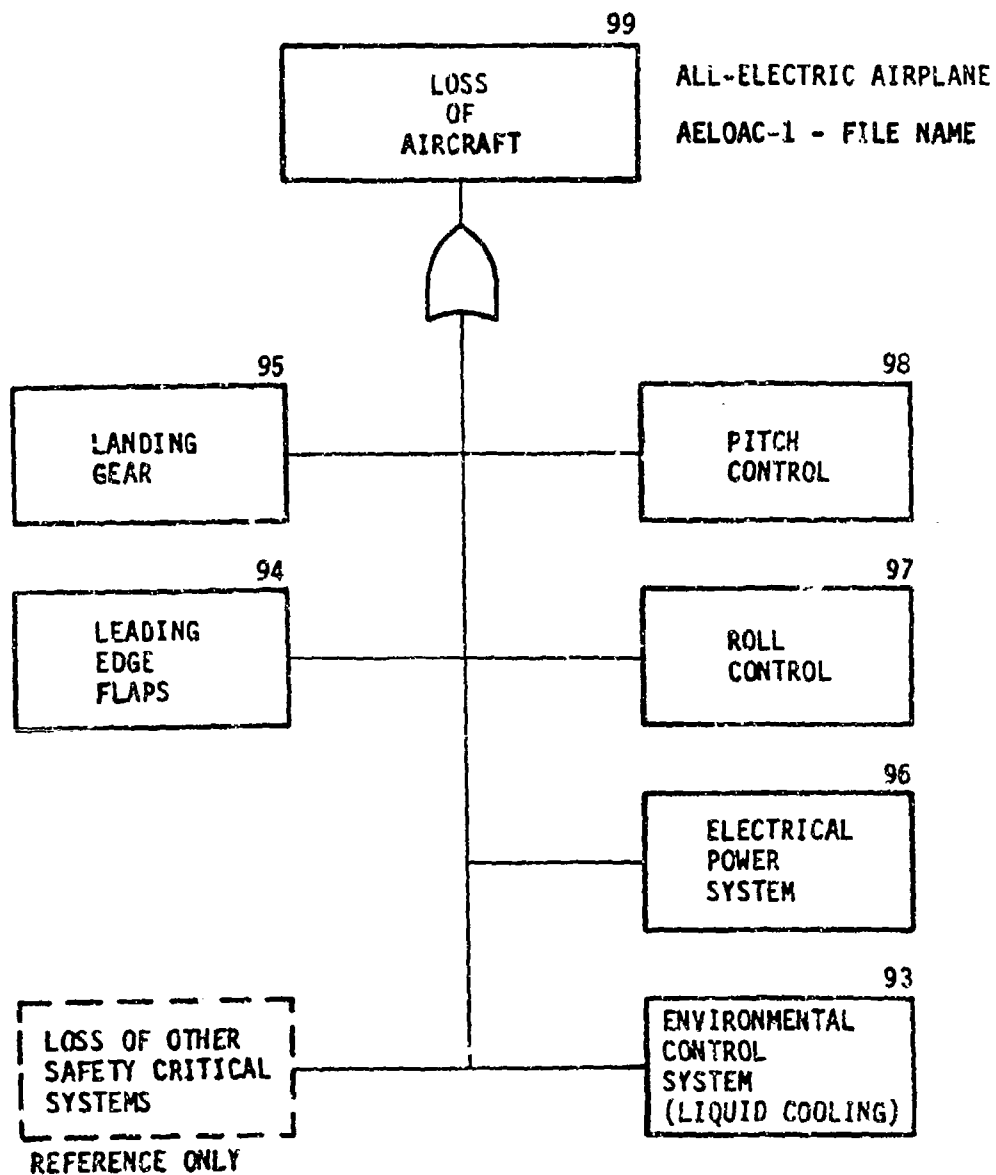 99
LOSS
OF
AIRCRAFT
ALL-ELECTRIC AIRPLANE
AELOAC-1 - FILE NAME
95
LANDING
GEAR
98
PITCH
CONTROL
94
LEADING
EDGE
FLAPS
97
ROLL
CONTROL
96
ELECTRICAL
POWER
SYSTEM
LOSS OF OTHER
SAFETY CRITICAL
SYSTEMS
REFERENCE ONLY
93
ENVIRONMENTAL
CONTROL
SYSTEM
(LIQUID COOLING)